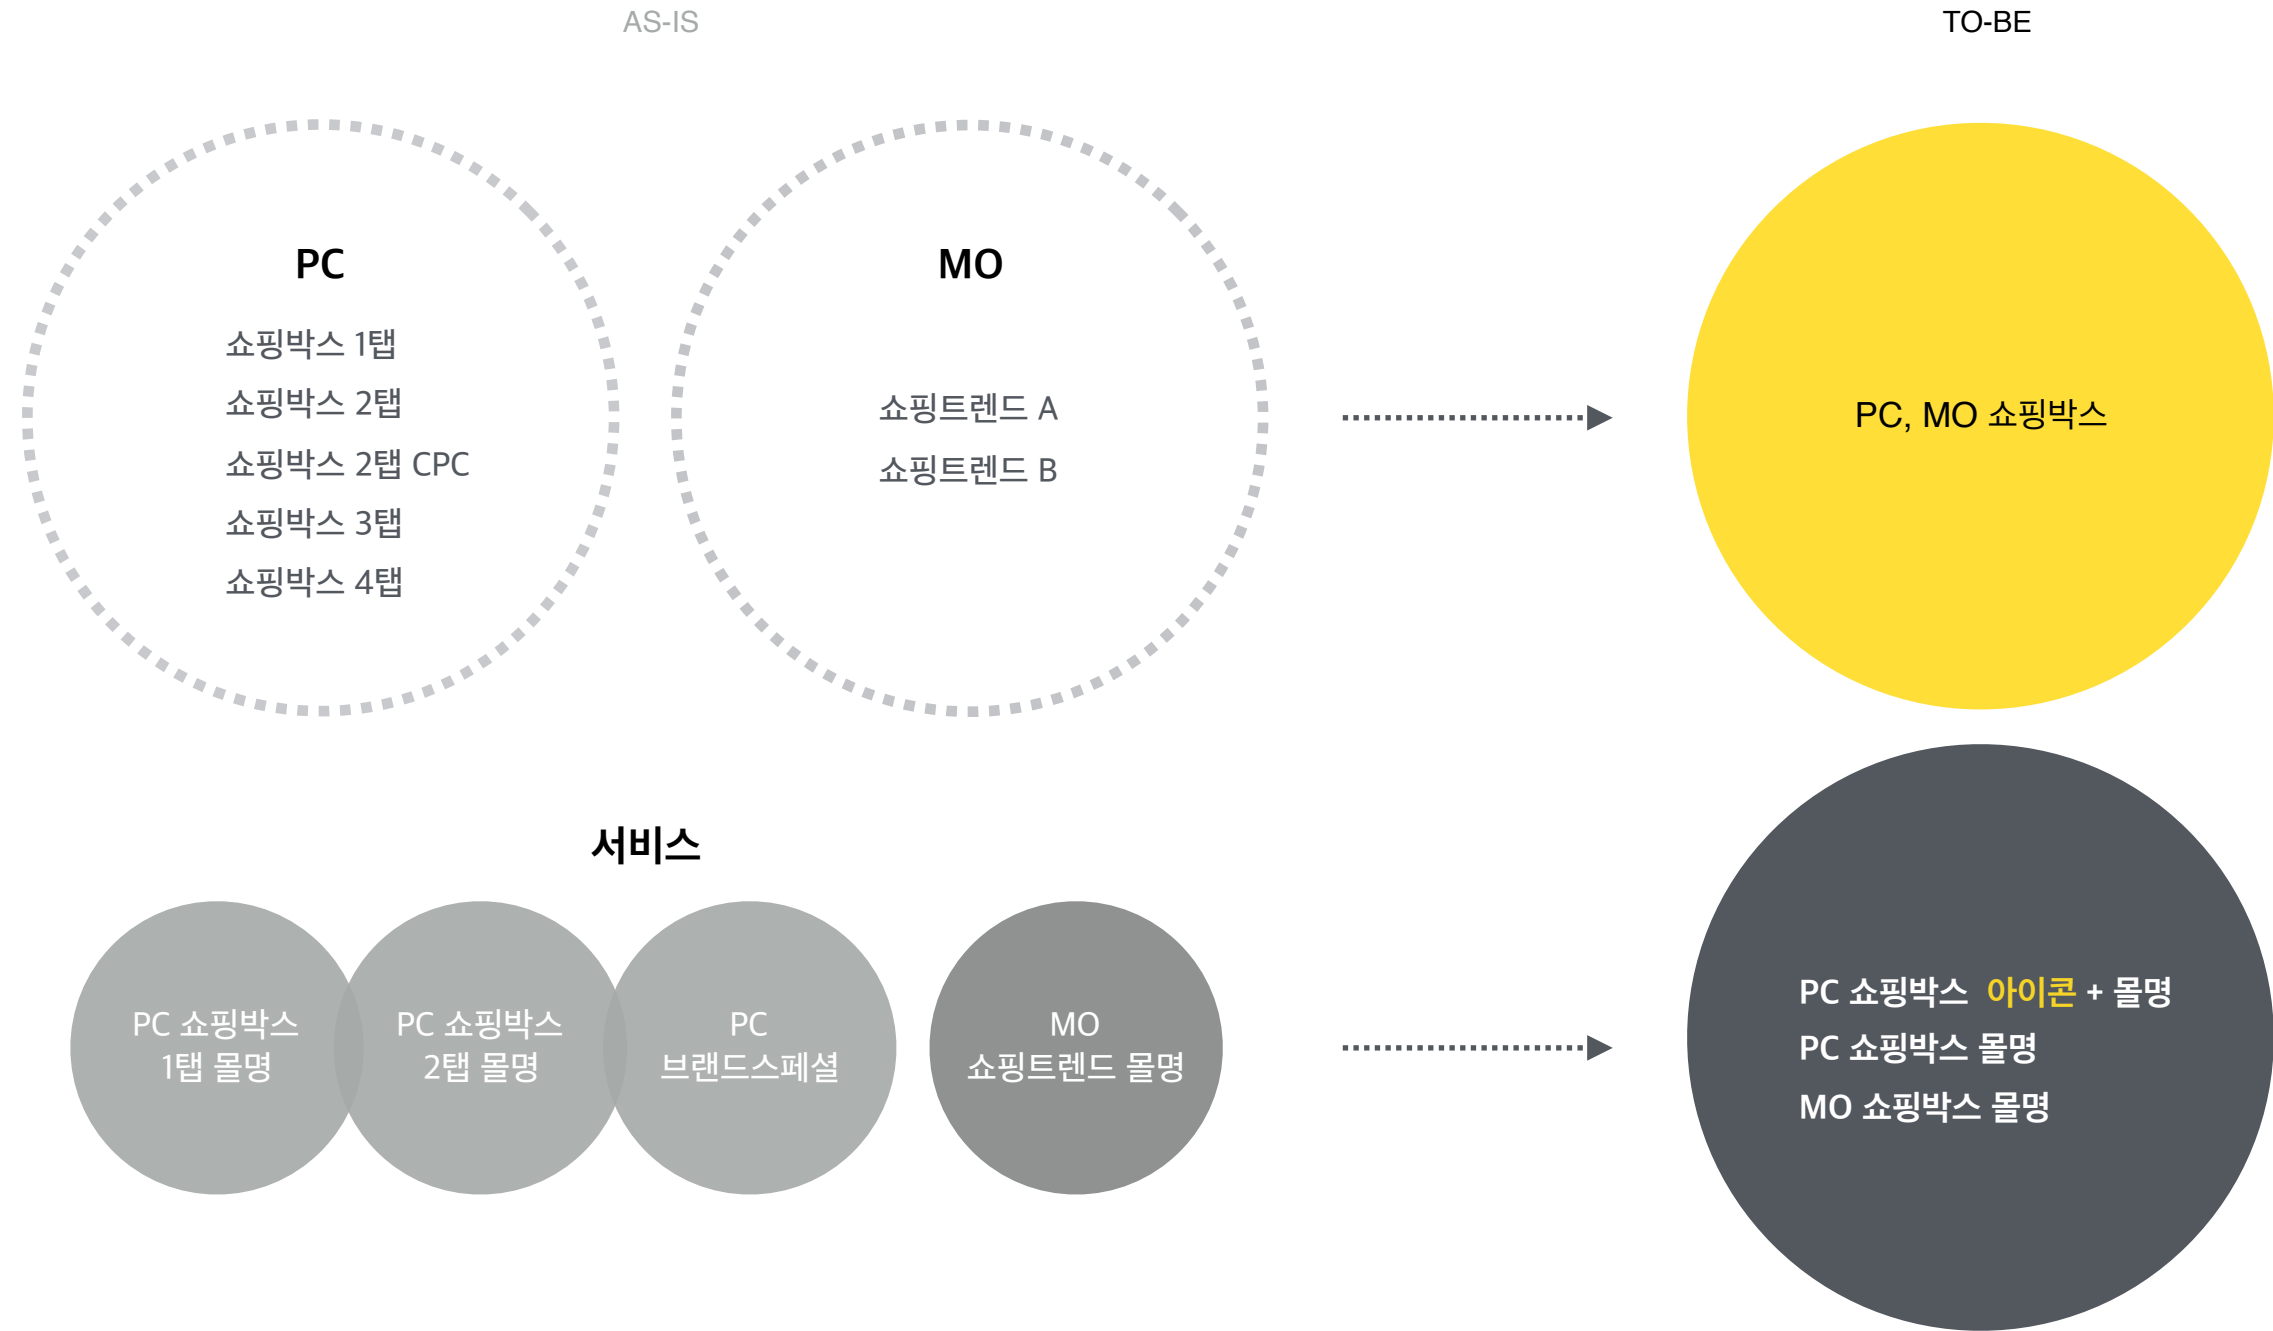 AS-IS
TO-BE
PC
쇼핑박스 1탭
쇼핑박스 2탭
쇼핑박스 2탭 CPC
쇼핑박스 3탭
쇼핑박스 4탭
MO
쇼핑트렌드 A
쇼핑트렌드 B
PC, MO 쇼핑박스
서비스
PC 쇼핑박스
1탭 몰명
PC 쇼핑박스
2탭 몰명
PC
브랜드스페셜
MO
쇼핑트렌드 몰명
PC 쇼핑박스 아이콘 + 몰명
PC 쇼핑박스 몰명
MO 쇼핑박스 몰명